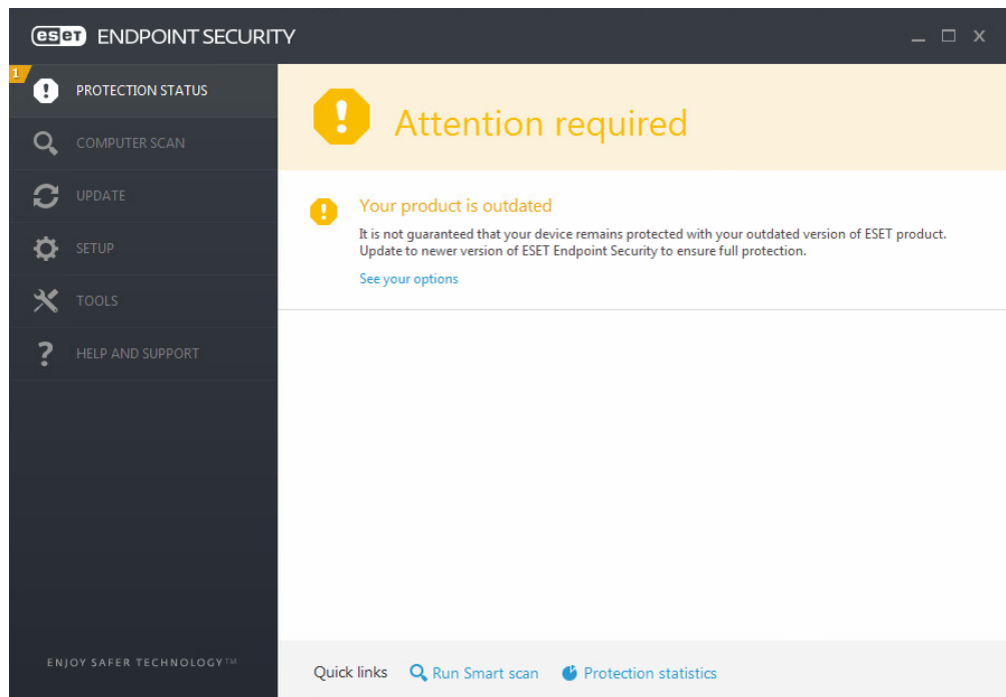 eset ENDPOINT SECURITY
1
PROTECTION STATUS
COMPUTER SCAN
UPDATE
SETUP
TOOLS
HELP AND SUPPORT
ENJOY SAFER TECHNOLOGY™
Attention required
Your product is outdated
It is not guaranteed that your device remains protected with your outdated version of ESET product.
Update to newer version of ESET Endpoint Security to ensure full protection.
See your options
Quick links Run Smart scan Protection statistics